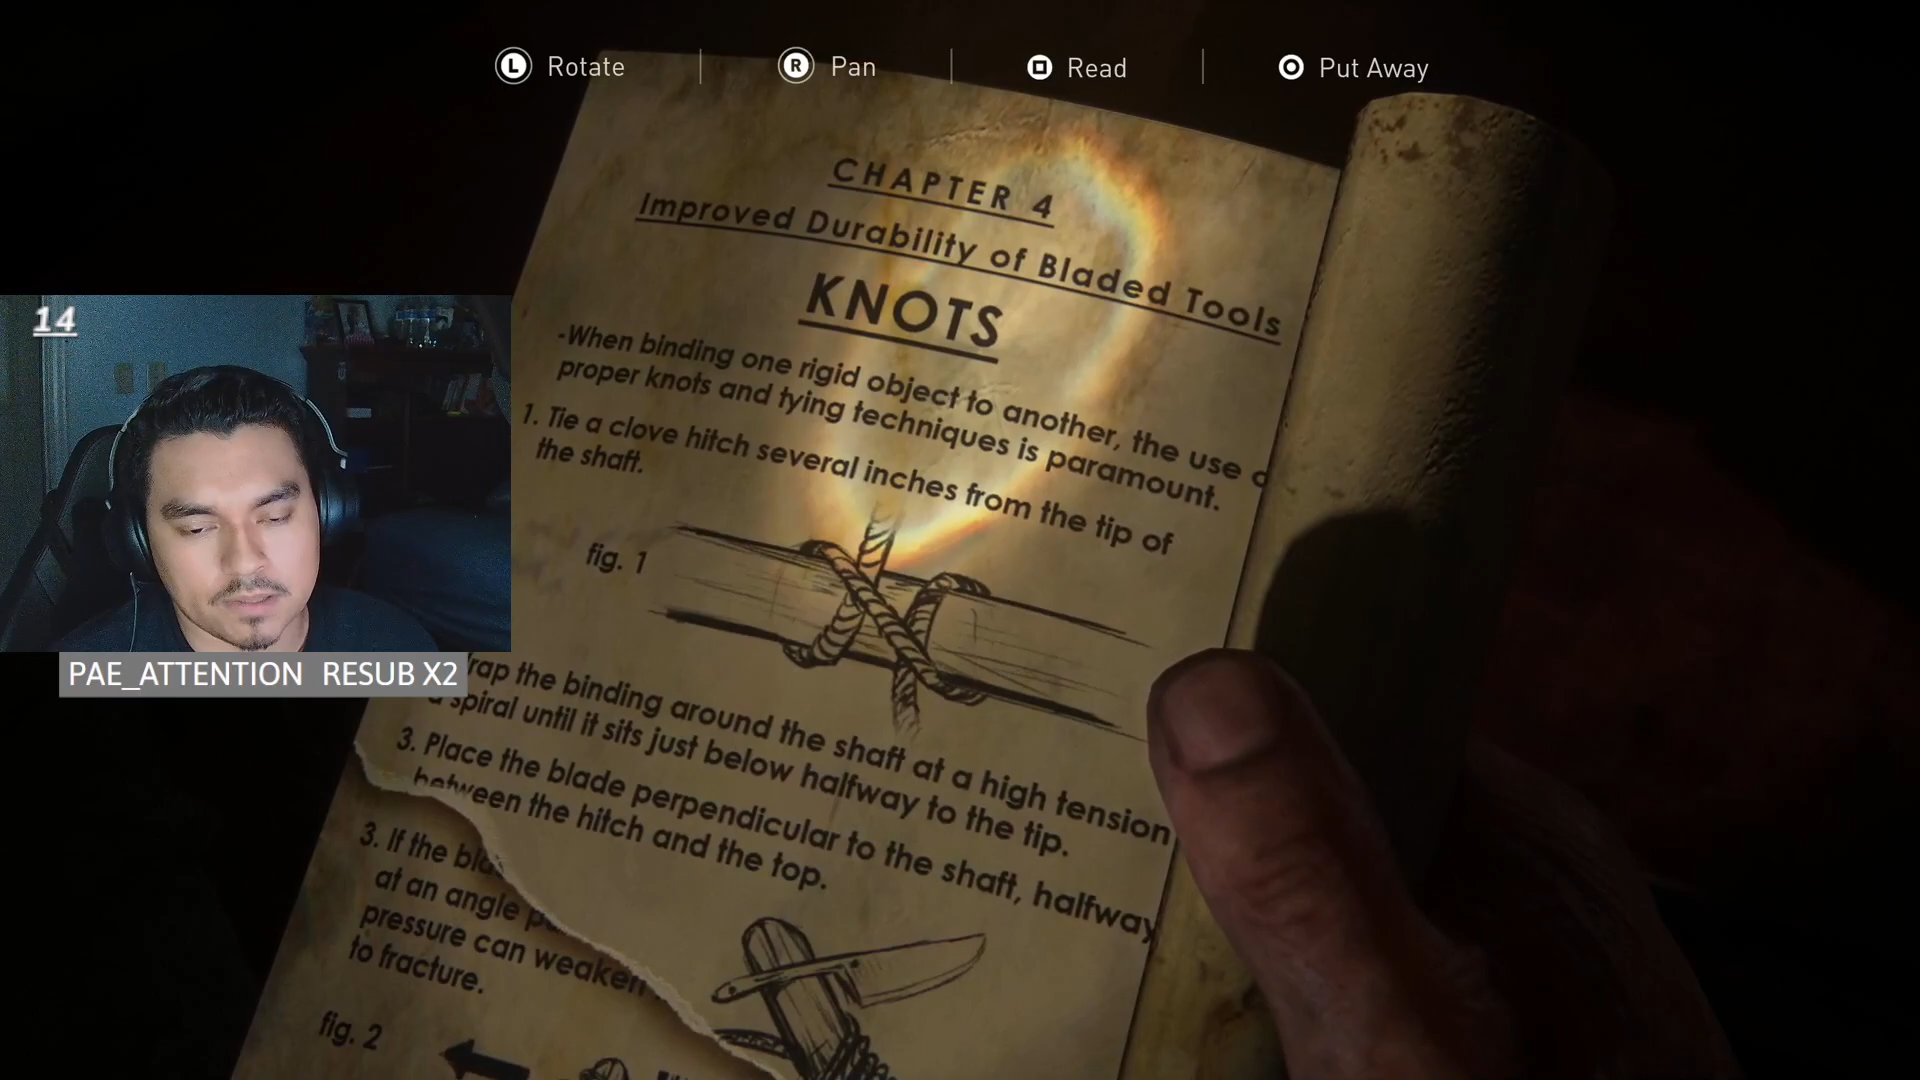 L Rotate R Pan Read Put Away
CHAPTER 4
Improved Durability of Bladed Tools
KNOTS
-When binding one rigid object to another, the use
proper knots and tying techniques is paramount.
1. Tie a clove hitch several inches from the tip of
the shaft.
fig. 1
14
PAE_ATTENTION RESUB X2
the binding around the shaft at a high tension
spiral until it sits just below halfway to the tip.
3. Place the blade perpendicular to the shaft, halfway
between the hitch and the top.
3. If the
at an angle
pressure can weaken
to fracture.
fig. 2